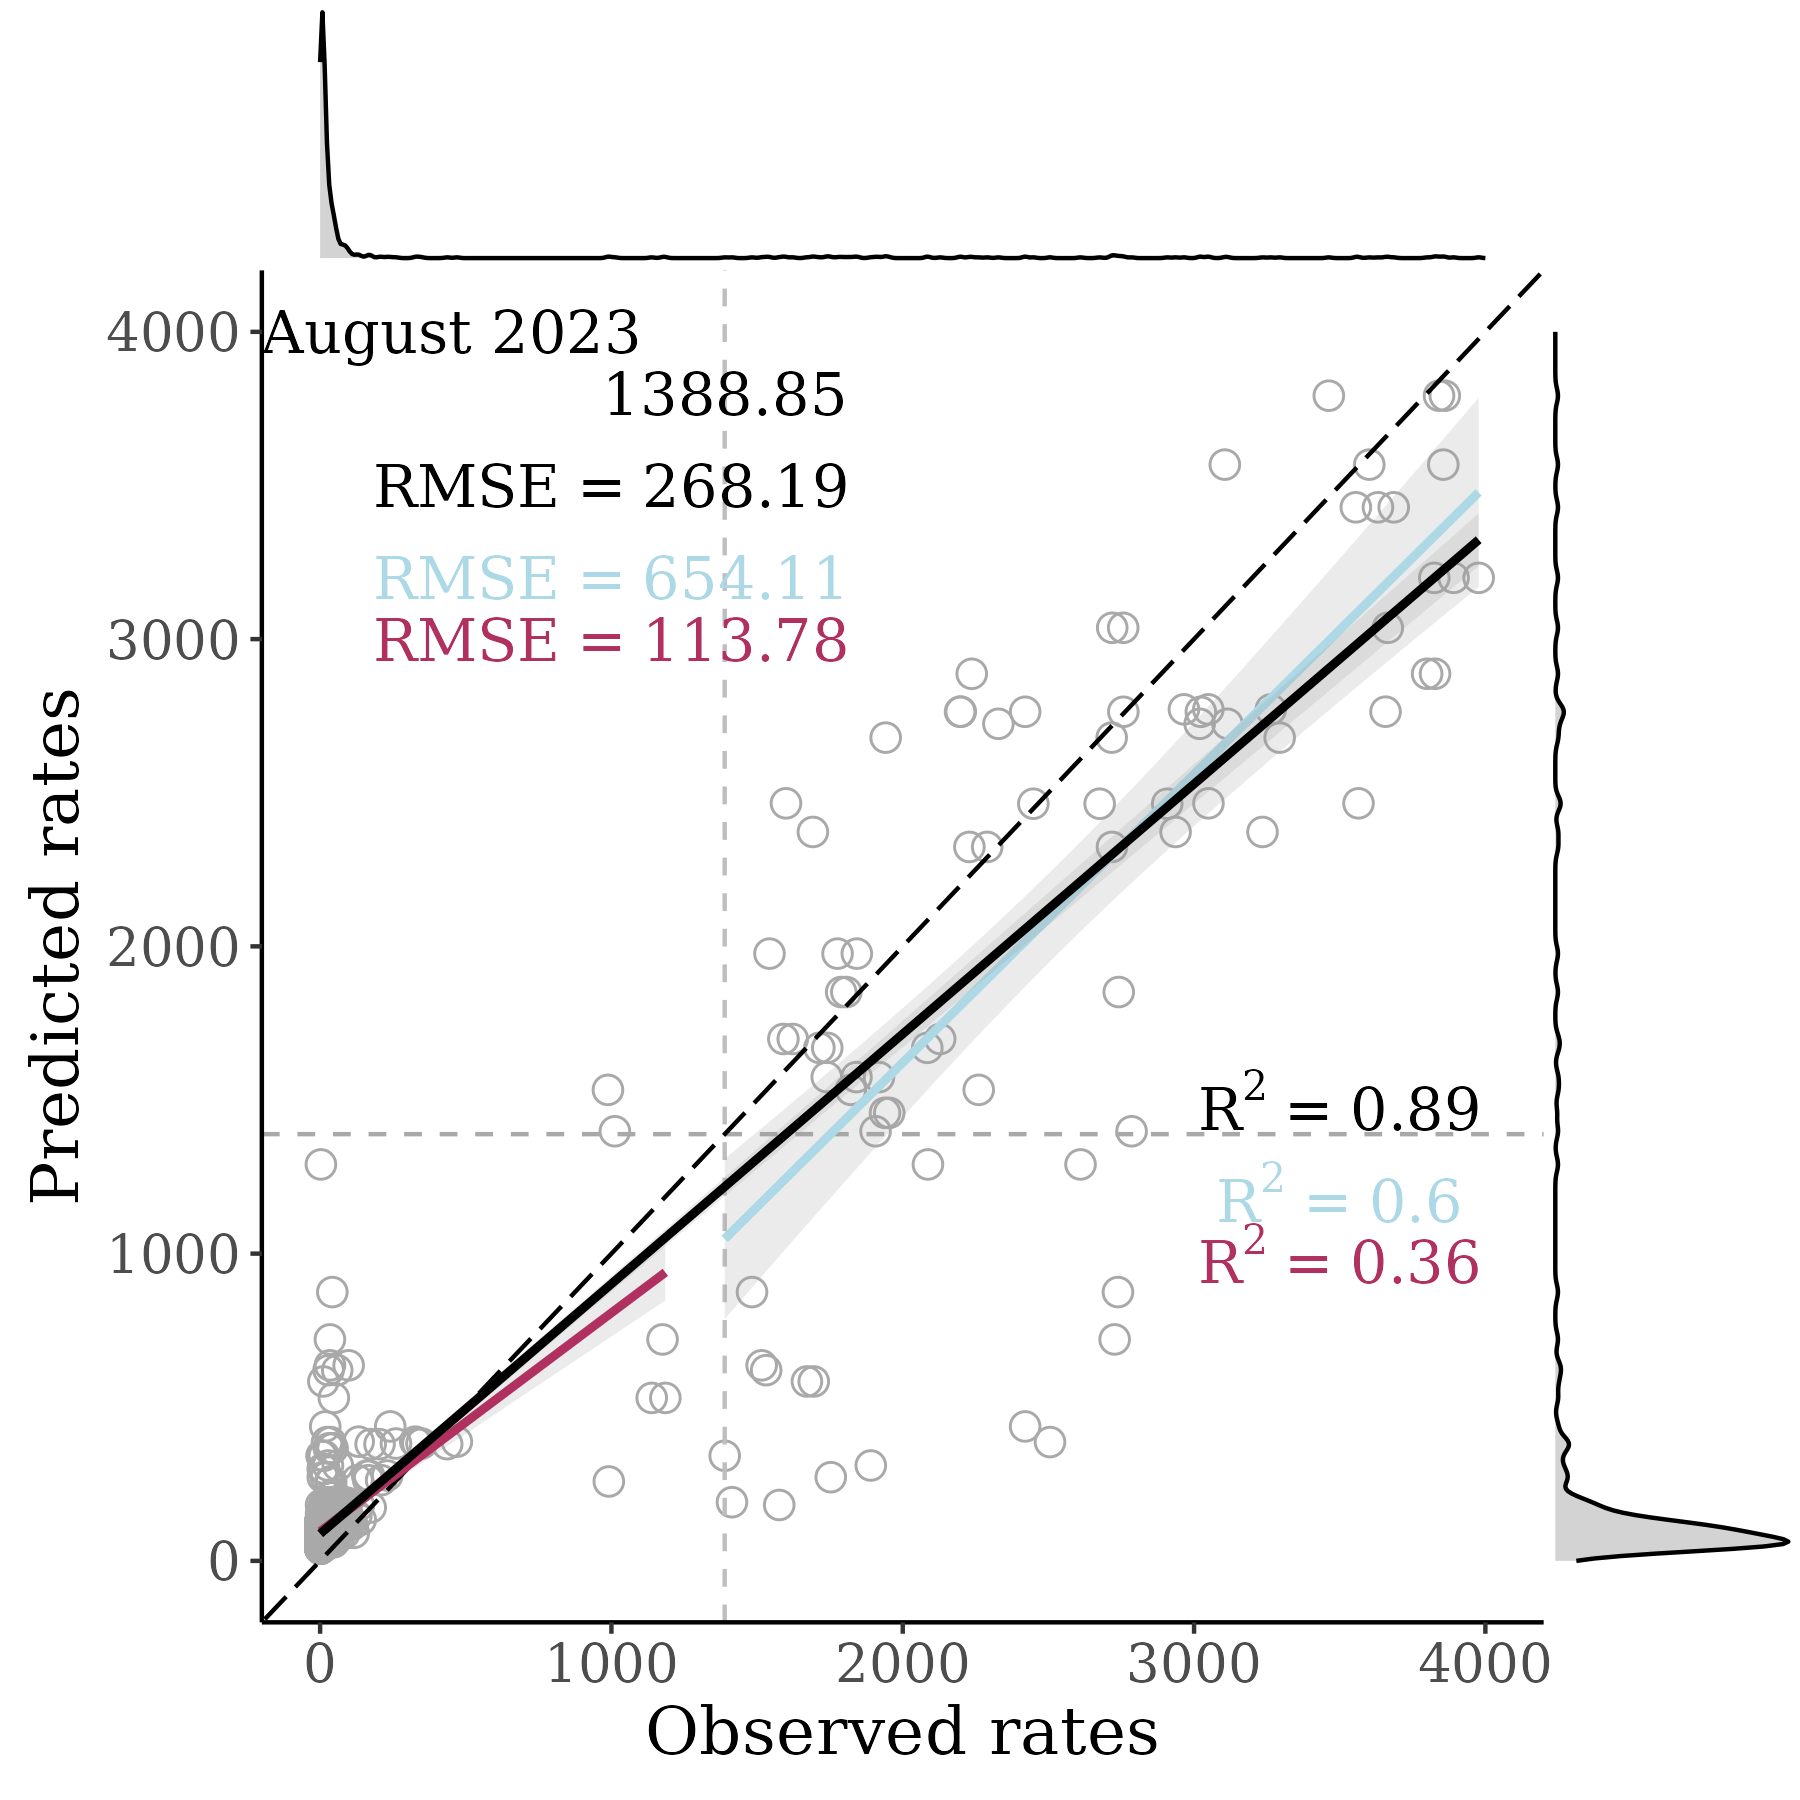 4000
August 2023
1388.85
RMSE = 268.19
RMSE = 654.11
RMSE = 113.78
3000
Predicted rates
2000
R² = 0.89
R² = 0.6
R² = 0.36
1000
0
0 1000 2000 3000 4000
Observed rates